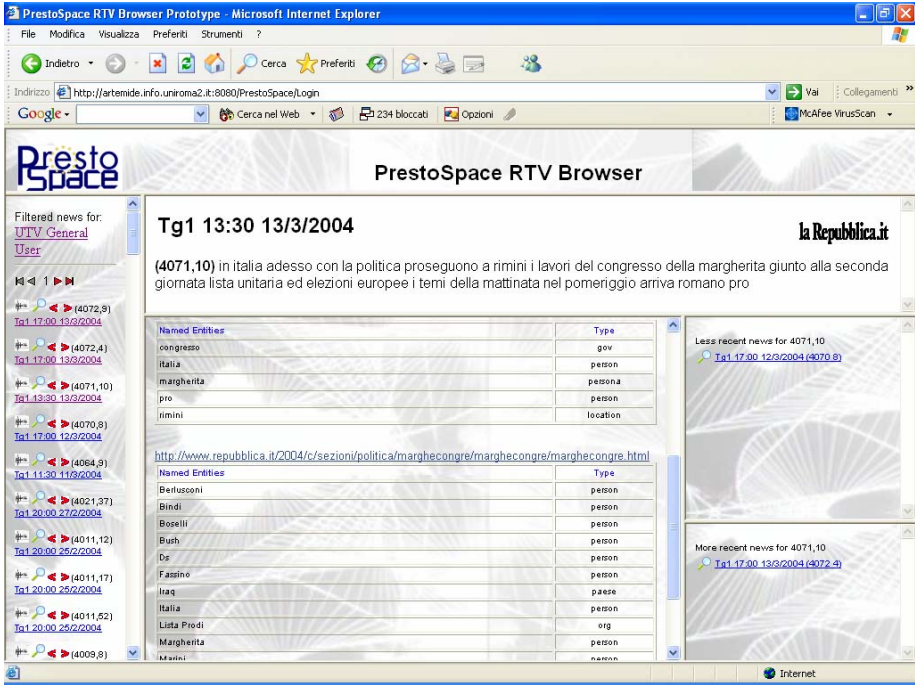 PrestoSpace RTV Browser Prototype - Microsoft Internet Explorer
File Modifica Visualizza Preferiti Strumenti ?
Indietro Cerca Preferiti
Indirizzo http://artemide.info.uniroma2.it:8080/PrestoSpace/Login Vai Collegamenti »
Google Cerca nel Web 234 bloccati Opzioni McAfee VirusScan
Presto
Space
PrestoSpace RTV Browser
Filtered news for:
UTV General
User
1
(4072,9)
Tg1 17:00 13/3/2004
(4072,4)
Tg1 17:00 13/3/2004
(4071,10)
Tg1 13:30 13/3/2004
(4070,8)
Tg1 17:00 12/3/2004
(4064,9)
Tg1 11:30 11/3/2004
(4021,37)
Tg1 20:00 27/2/2004
(4011,12)
Tg1 20:00 25/2/2004
(4011,17)
Tg1 20:00 25/2/2004
(4011,52)
Tg1 20:00 25/2/2004
(4009,8)
Tg1 13:30 13/3/2004
la Repubblica.it
(4071,10) in italia adesso con la politica proseguono a rimini i lavori del congresso della margherita giunto alla seconda
giornata lista unitaria ed elezioni europee i temi della mattinata nel pomeriggio arriva romano pro
Named Entities Type
congresso gov
italia person
margherita persona
pro person
rimini location
http://www.repubblica.it/2004/c/sezioni/politica/marghecongre/marghecongre/marghecongre.html
Named Entities Type
Berlusconi person
Bindi person
Boselli person
Bush person
Ds person
Fassino person
Iraq paese
Italia person
Lista Prodi org
Margherita person
Marini person
Less recent news for 4071,10
Tg1 17:00 12/3/2004 (4070 8)
More recent news for 4071,10
Tg1 17:00 13/3/2004 (4072 4)
Internet